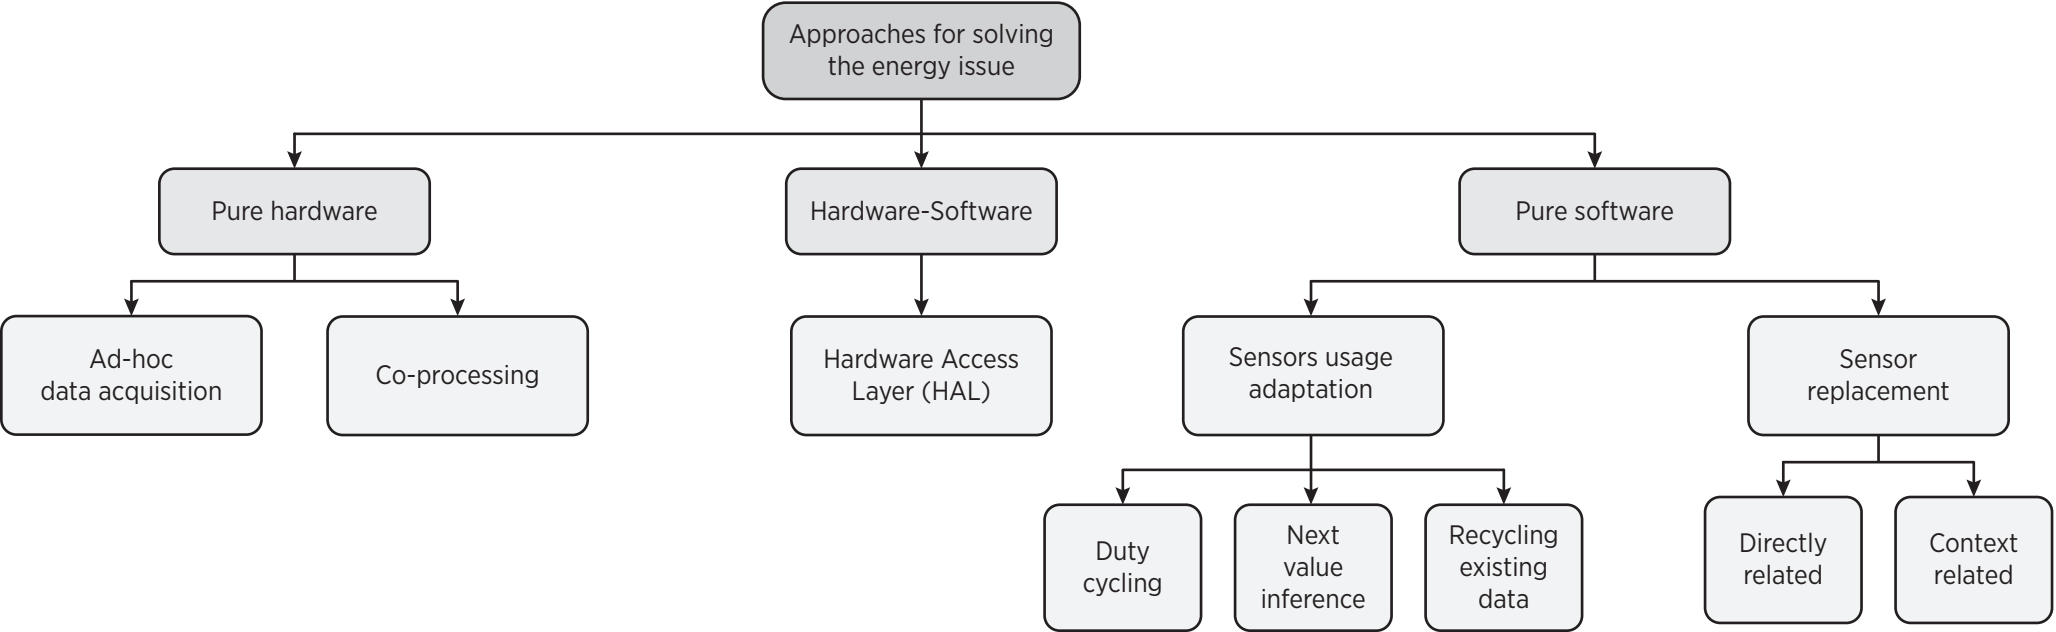 Approaches for solving
the energy issue
Pure hardware
Hardware-Software
Pure software
Ad-hoc
data acquisition
Co-processing
Hardware Access
Layer (HAL)
Sensors usage
adaptation
Sensor
replacement
Duty
cycling
Next
value
inference
Recycling
existing
data
Directly
related
Context
related